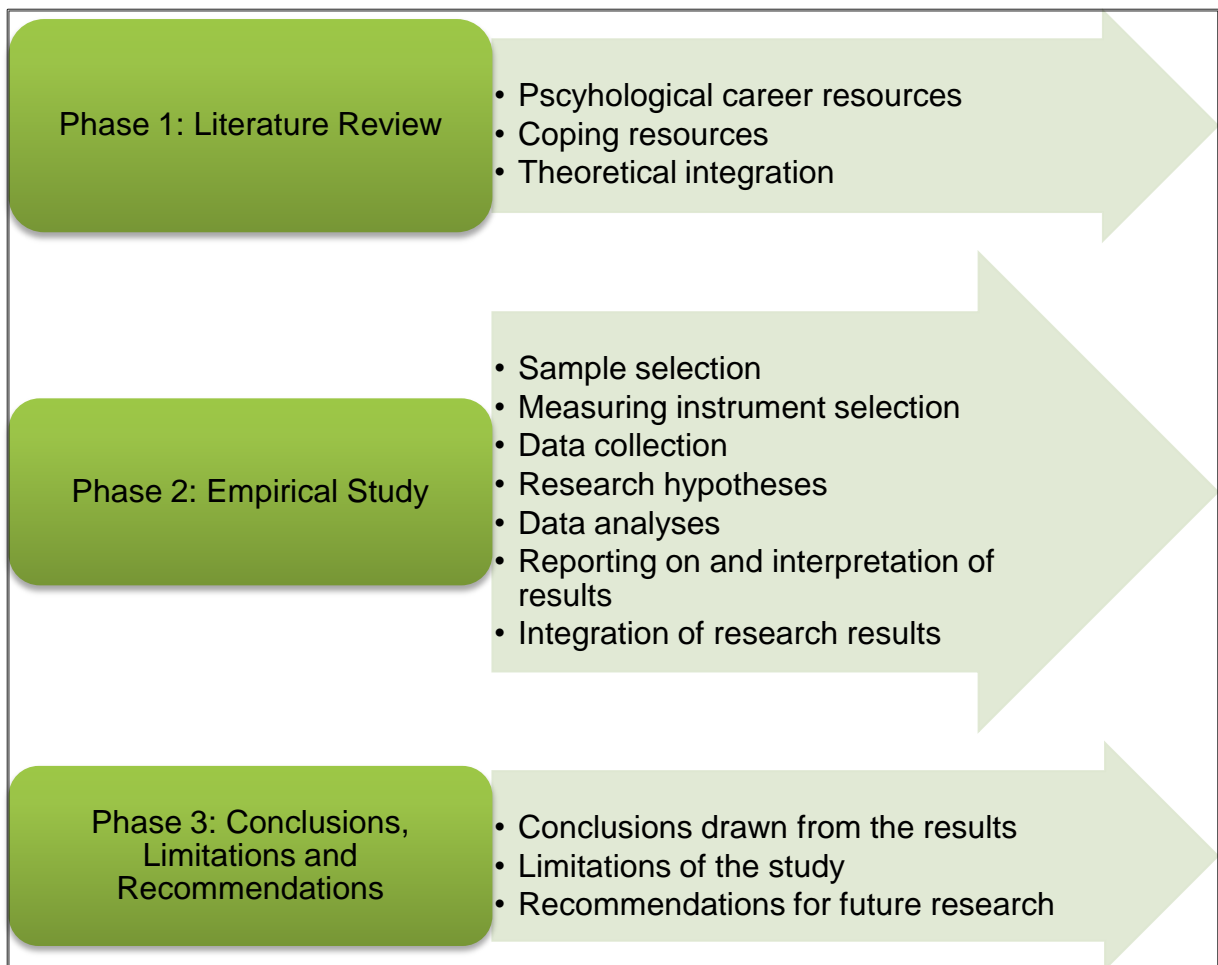 Phase 1: Literature Review
• Pscyhological career resources
• Coping resources
• Theoretical integration
Phase 2: Empirical Study
• Sample selection
• Measuring instrument selection
• Data collection
• Research hypotheses
• Data analyses
• Reporting on and interpretation of
results
• Integration of research results
Phase 3: Conclusions,
Limitations and
Recommendations
• Conclusions drawn from the results
• Limitations of the study
• Recommendations for future research